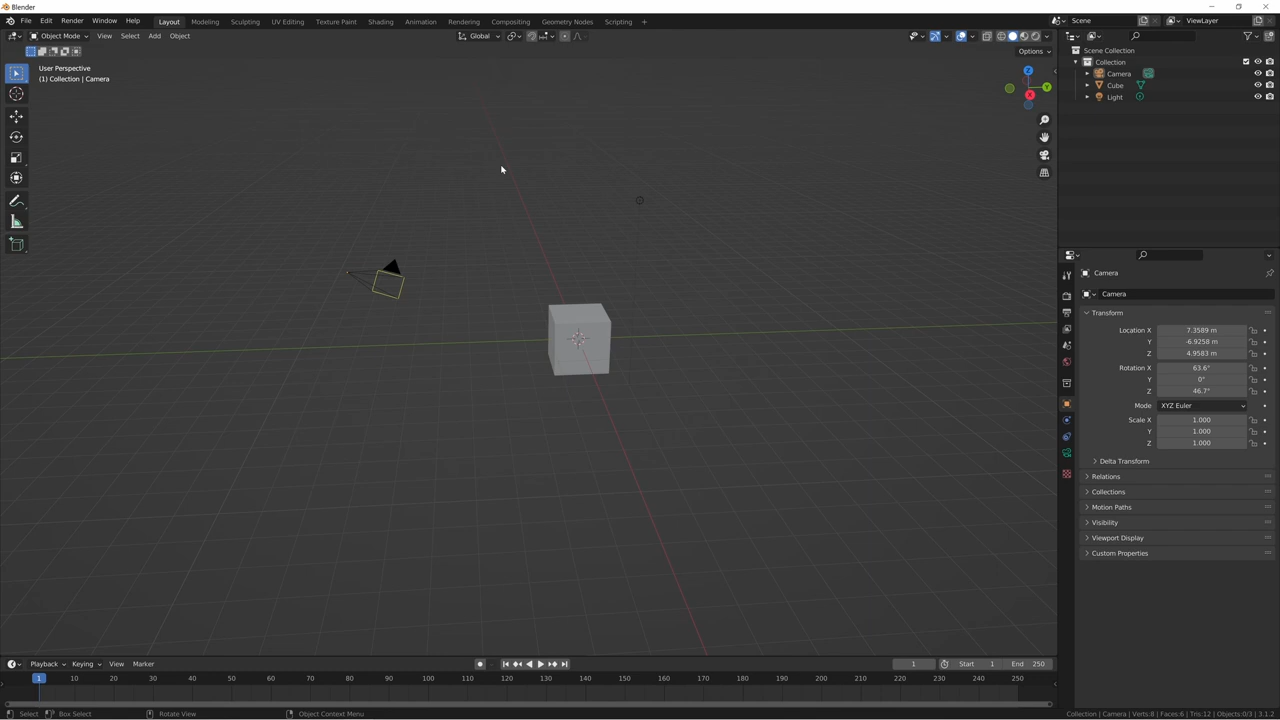 Blender
File Edit Render Window Help Layout Modeling Sculpting UV Editing Texture Paint Shading Animation Rendering Compositing Geometry Nodes Scripting + Scene ViewLayer
Object Mode View Select Add Object Global
Options
User Perspective
(1) Collection | Camera
Z
Y
X
Scene Collection
Collection
Camera
Cube
Light
Camera
Camera
Transform
Location X 7.3589 m
Y -6.9258 m
Z 4.9583 m
Rotation X 63.6°
Y 0°
Z 46.7°
Mode XYZ Euler
Scale X 1.000
Y 1.000
Z 1.000
Delta Transform
Relations
Collections
Motion Paths
Visibility
Viewport Display
Custom Properties
Playback Keying View Marker 1 Start 1 End 250
1 10 20 30 40 50 60 70 80 90 100 110 120 130 140 150 160 170 180 190 200 210 220 230 240 250
Select Box Select Rotate View Object Context Menu Collection | Camera | Verts:8 | Faces:6 | Tris:12 | Objects:0/3 | 3.1.2